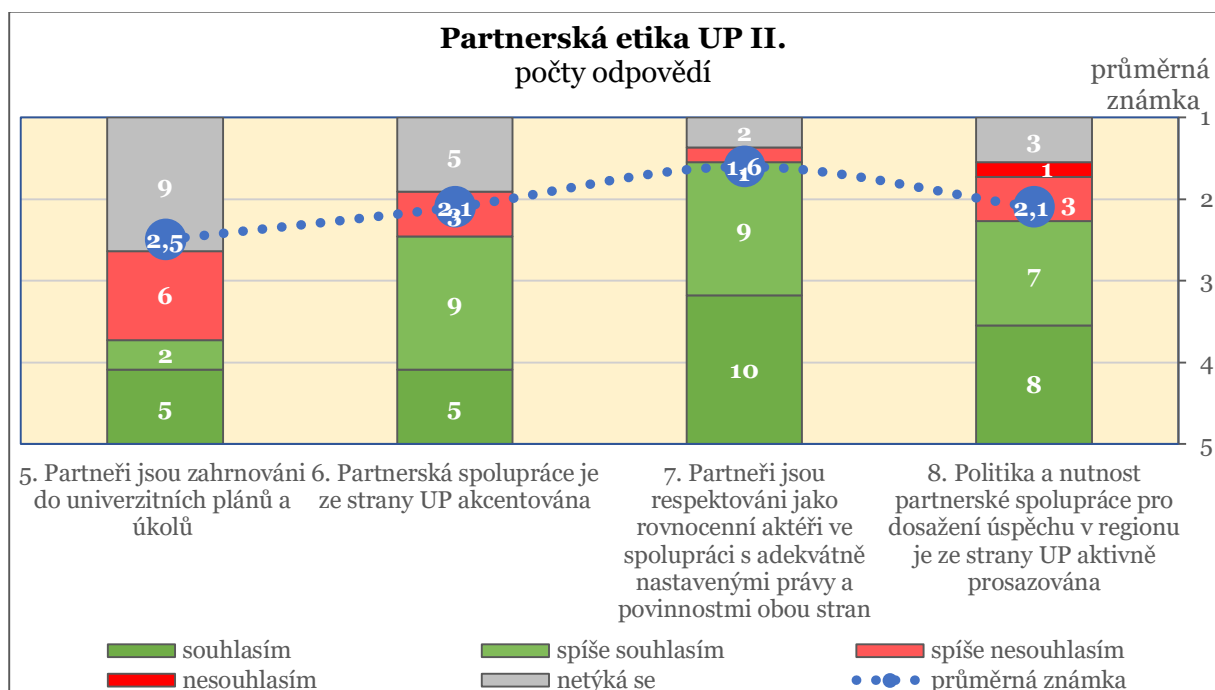 Partnerská etika UP II.
počty odpovědí
průměrná
známka
1
2
3
4
5
9
6
2
5
2,5
5
3
9
5
2,1
2
1
9
10
1,6
3
1
3
7
8
2,1
5. Partneři jsou zahrnováni
do univerzitních plánů a
úkolů
6. Partnerská spolupráce je
ze strany UP akcentována
7. Partneři jsou
respektováni jako
rovnocenní aktéři ve
spolupráci s adekvátně
nastavenými právy a
povinnostmi obou stran
8. Politika a nutnost
partnerské spolupráce pro
dosažení úspěchu v regionu
je ze strany UP aktivně
prosazována
souhlasím
spíše souhlasím
spíše nesouhlasím
nesouhlasím
netýká se
průměrná známka